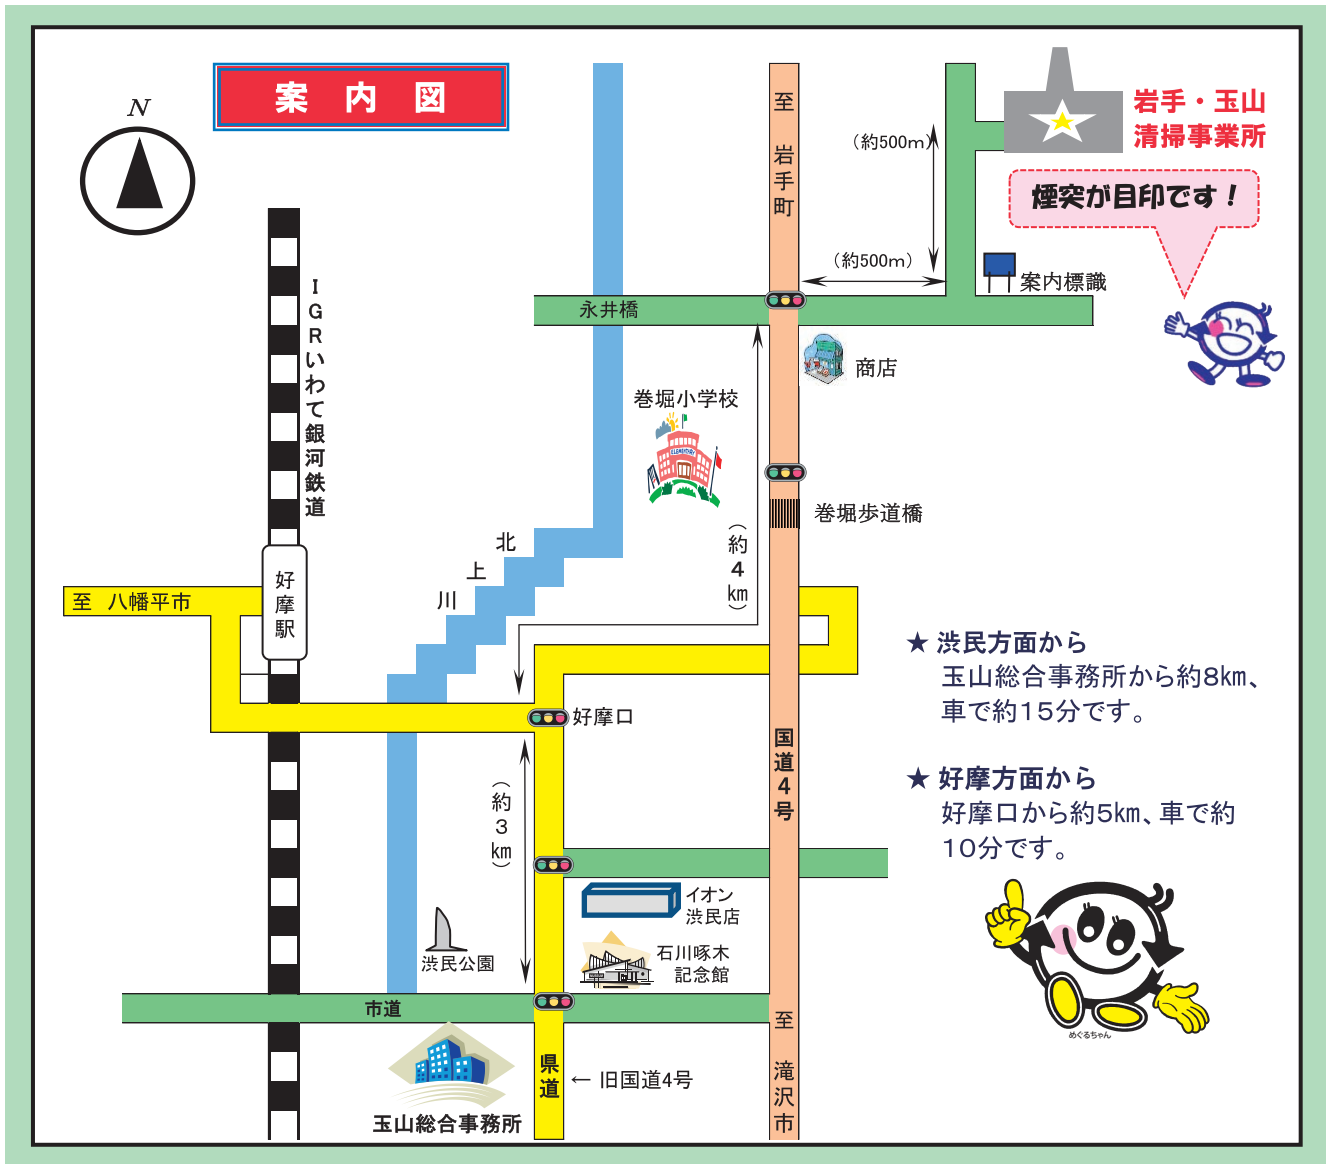 案内図
N
至 岩手町
(約500m)
岩手・玉山
清掃事業所
煙突が目印です!
(約500m)
案内標識
永井橋
IGRいわて銀河鉄道
商店
巻堀小学校
ELEMENTARY
巻堀歩道橋
北上川
(約4km)
好摩駅
至 八幡平市
★ 渋民方面から
玉山総合事務所から約8km、
車で約15分です。
好摩口
国道4号
★ 好摩方面から
好摩口から約5km、車で約
10分です。
(約3km)
イオン
渋民店
石川啄木
記念館
渋民公園
市道
至 滝沢市
県道
← 旧国道4号
玉山総合事務所
めぐるちゃん